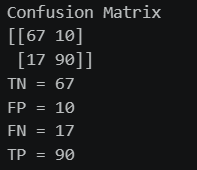 Confusion Matrix
[[67 10]
 [17 90]]
TN = 67
FP = 10
FN = 17
TP = 90